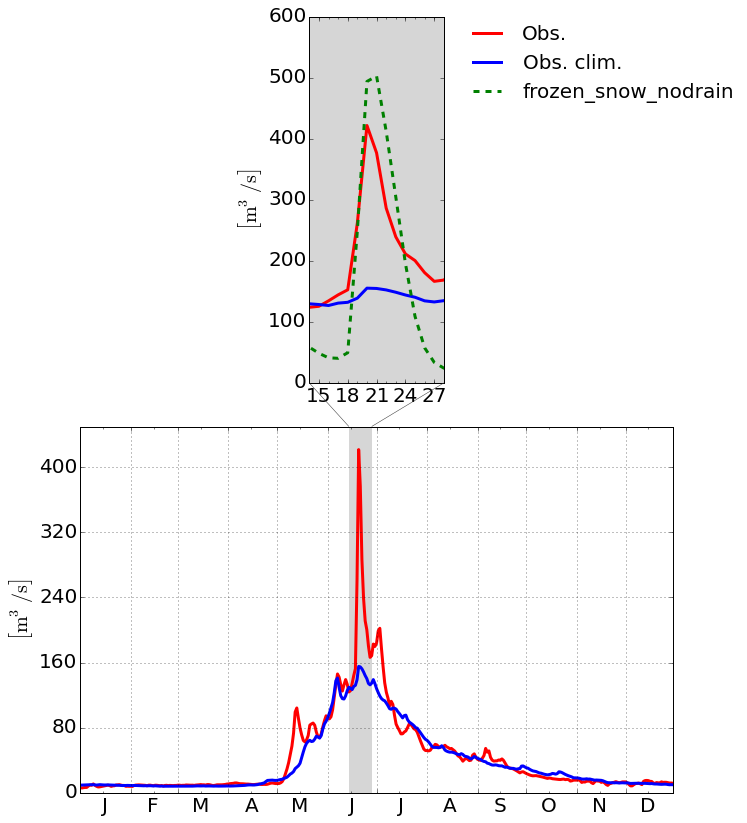 600
500
400
300
200
100
0
[m³ /s]
15 18 21 24 27
Obs.
Obs. clim.
frozen_snow_nodrain
400
320
240
160
80
0
[m³ /s]
J F M A M J J A S O N D